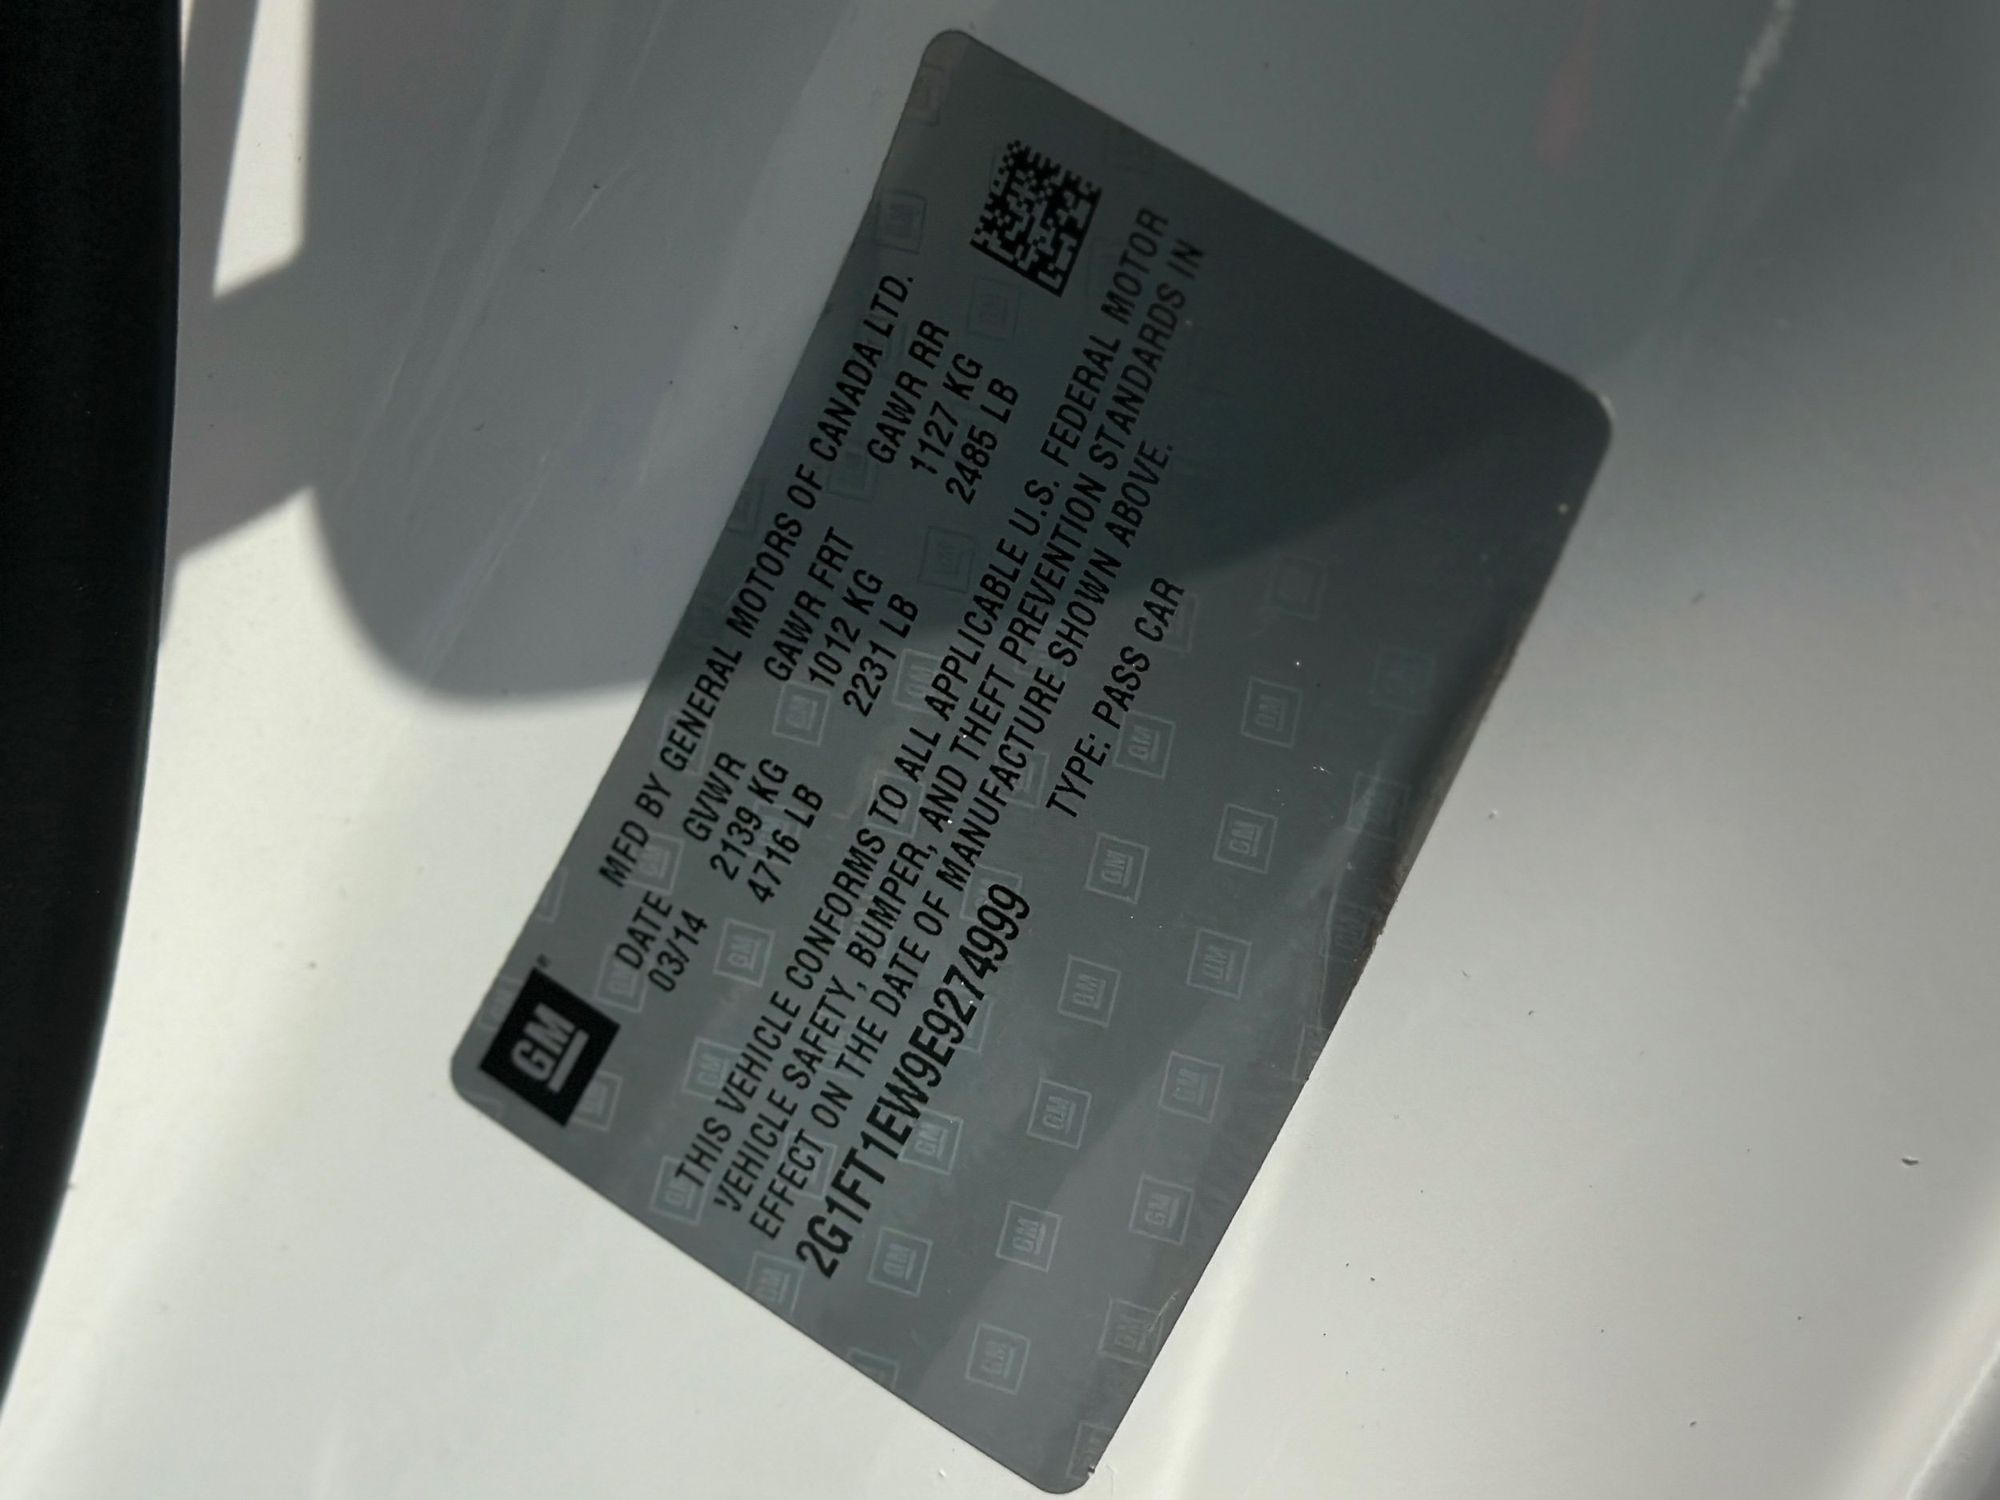 GM
MFD BY GENERAL MOTORS OF CANADA LTD.
DATE GVWR GAWR FRT GAWR RR
03/14 2139 KG 1012 KG 1127 KG
4716 LB 2231 LB 2485 LB
THIS VEHICLE CONFORMS TO ALL APPLICABLE U.S. FEDERAL MOTOR
VEHICLE SAFETY, BUMPER, AND THEFT PREVENTION STANDARDS IN
EFFECT ON THE DATE OF MANUFACTURE SHOWN ABOVE.
2G1FT1EW9E9274999 TYPE: PASS CAR